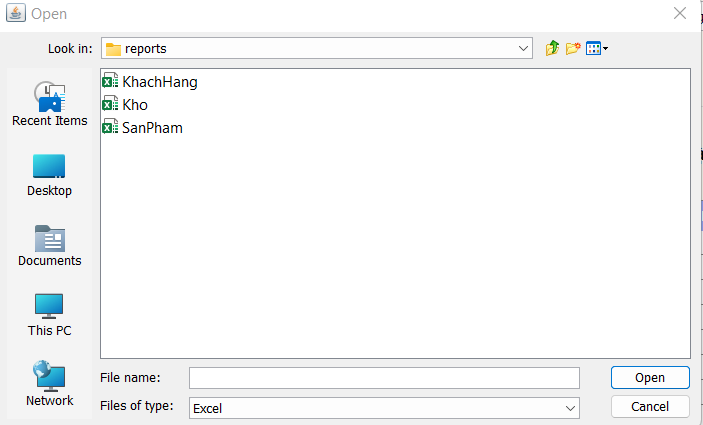 Open
Look in:
reports
KhachHang
Kho
SanPham
Recent Items
Desktop
Documents
This PC
Network
File name:
Open
Files of type:
Excel
Cancel